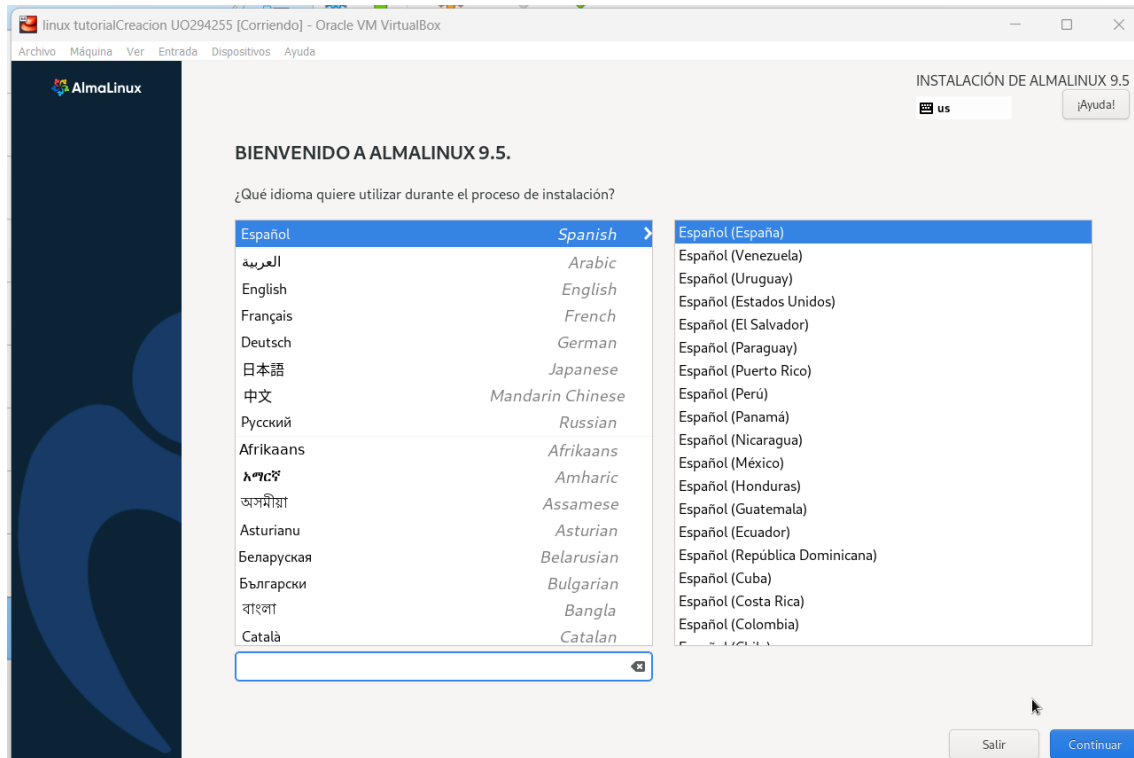 linux tutorialCreacion UO294255 [Corriendo] - Oracle VM VirtualBox
Archivo Máquina Ver Entrada Dispositivos Ayuda
AlmaLinux
INSTALACIÓN DE ALMALINUX 9.5
us
¡Ayuda!
BIENVENIDO A ALMALINUX 9.5.
¿Qué idioma quiere utilizar durante el proceso de instalación?
Español Spanish
العربية Arabic
English English
Français French
Deutsch German
日本語 Japanese
中文 Mandarin Chinese
Русский Russian
Afrikaans Afrikaans
አማርኛ Amharic
অসমীয়া Assamese
Asturianu Asturian
Беларуская Belarusian
Български Bulgarian
বাংলা Bangla
Català Catalan
Español (España)
Español (Venezuela)
Español (Uruguay)
Español (Estados Unidos)
Español (El Salvador)
Español (Paraguay)
Español (Puerto Rico)
Español (Perú)
Español (Panamá)
Español (Nicaragua)
Español (México)
Español (Honduras)
Español (Guatemala)
Español (Ecuador)
Español (República Dominicana)
Español (Cuba)
Español (Costa Rica)
Español (Colombia)
Salir
Continuar